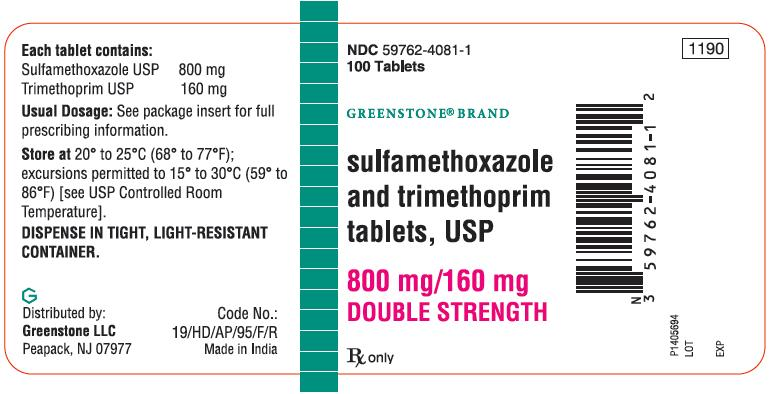 Each tablet contains:
Sulfamethoxazole USP 800 mg
Trimethoprim USP 160 mg
Usual Dosage: See package insert for full
prescribing information.
Store at 20° to 25°C (68° to 77°F);
excursions permitted to 15° to 30°C (59° to
86°F) [see USP Controlled Room
Temperature].
DISPENSE IN TIGHT, LIGHT-RESISTANT
CONTAINER.
G
Distributed by:
Greenstone LLC
Peapack, NJ 07977
Code No.:
19/HD/AP/95/F/R
Made in India
NDC 59762-4081-1
100 Tablets
GREENSTONE® BRAND
sulfamethoxazole
and trimethoprim
tablets, USP
800 mg/160 mg
DOUBLE STRENGTH
Rx only
1190
N
3 59762-4081-1 2
P1405694
LOT
EXP